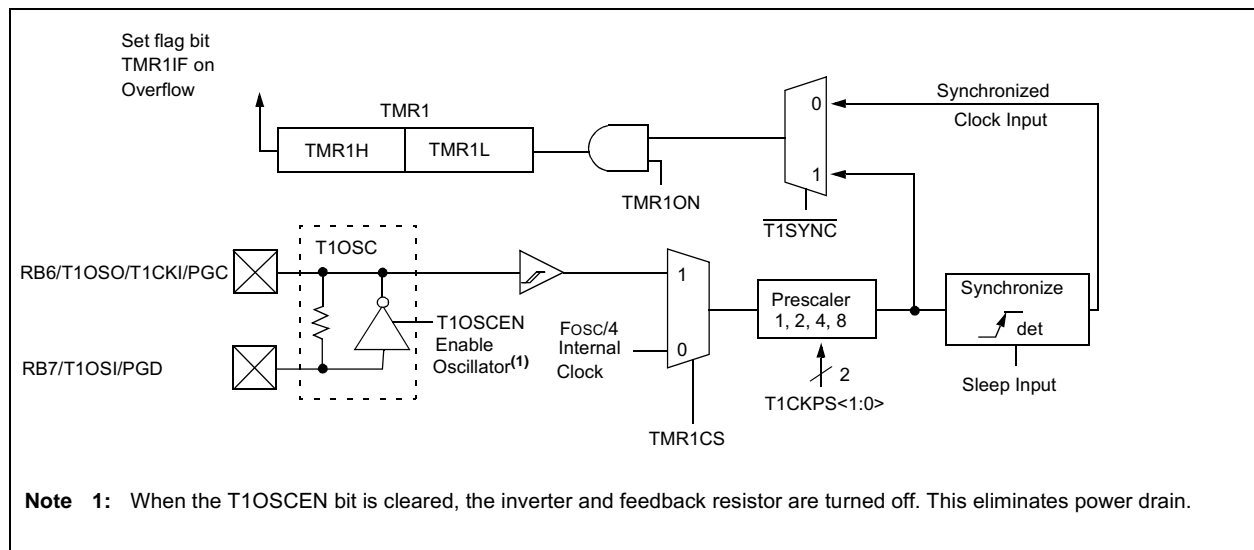 Set flag bit
TMR1IF on
Overflow
TMR1
TMR1H
TMR1L
TMR1ON
0
1
T1SYNC
Synchronized
Clock Input
RB6/T1OSO/T1CKI/PGC
T1OSC
RB7/T1OSI/PGD
T1OSCEN
Enable
Oscillator(1)
FOSC/4
Internal
Clock
1
0
TMR1CS
Prescaler
1, 2, 4, 8
2
T1CKPS<1:0>
Synchronize
det
Sleep Input
Note 1: When the T1OSCEN bit is cleared, the inverter and feedback resistor are turned off. This eliminates power drain.